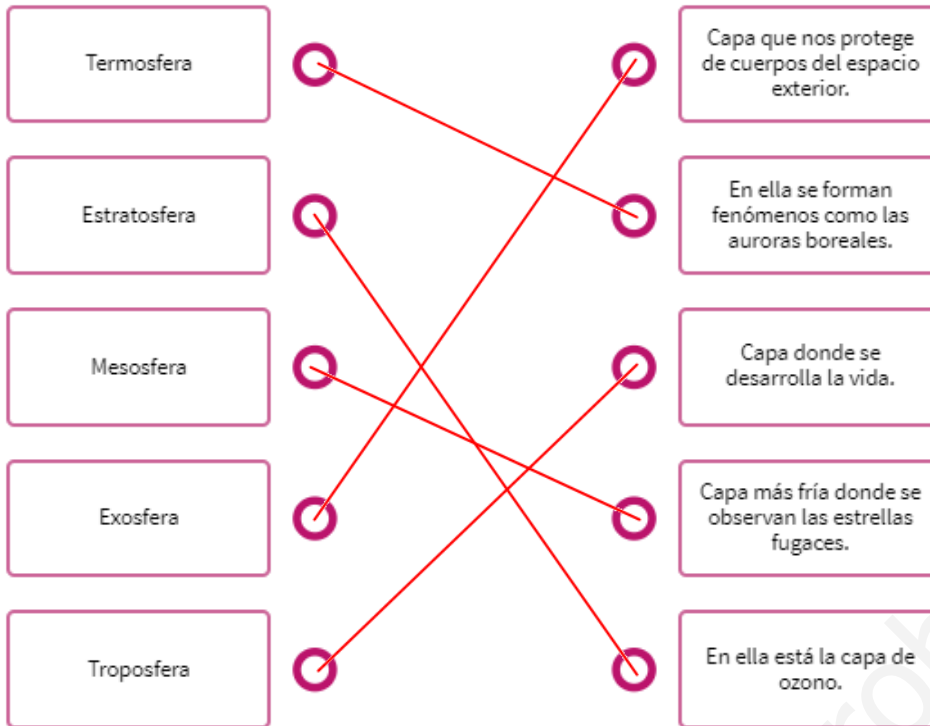 Termosfera
Capa que nos protege
de cuerpos del espacio
exterior.
Estratosfera
En ella se forman
fenómenos como las
auroras boreales.
Mesosfera
Capa donde se
desarrolla la vida.
Exosfera
Capa más fría donde se
observan las estrellas
fugaces.
Troposfera
En ella está la capa de
ozono.